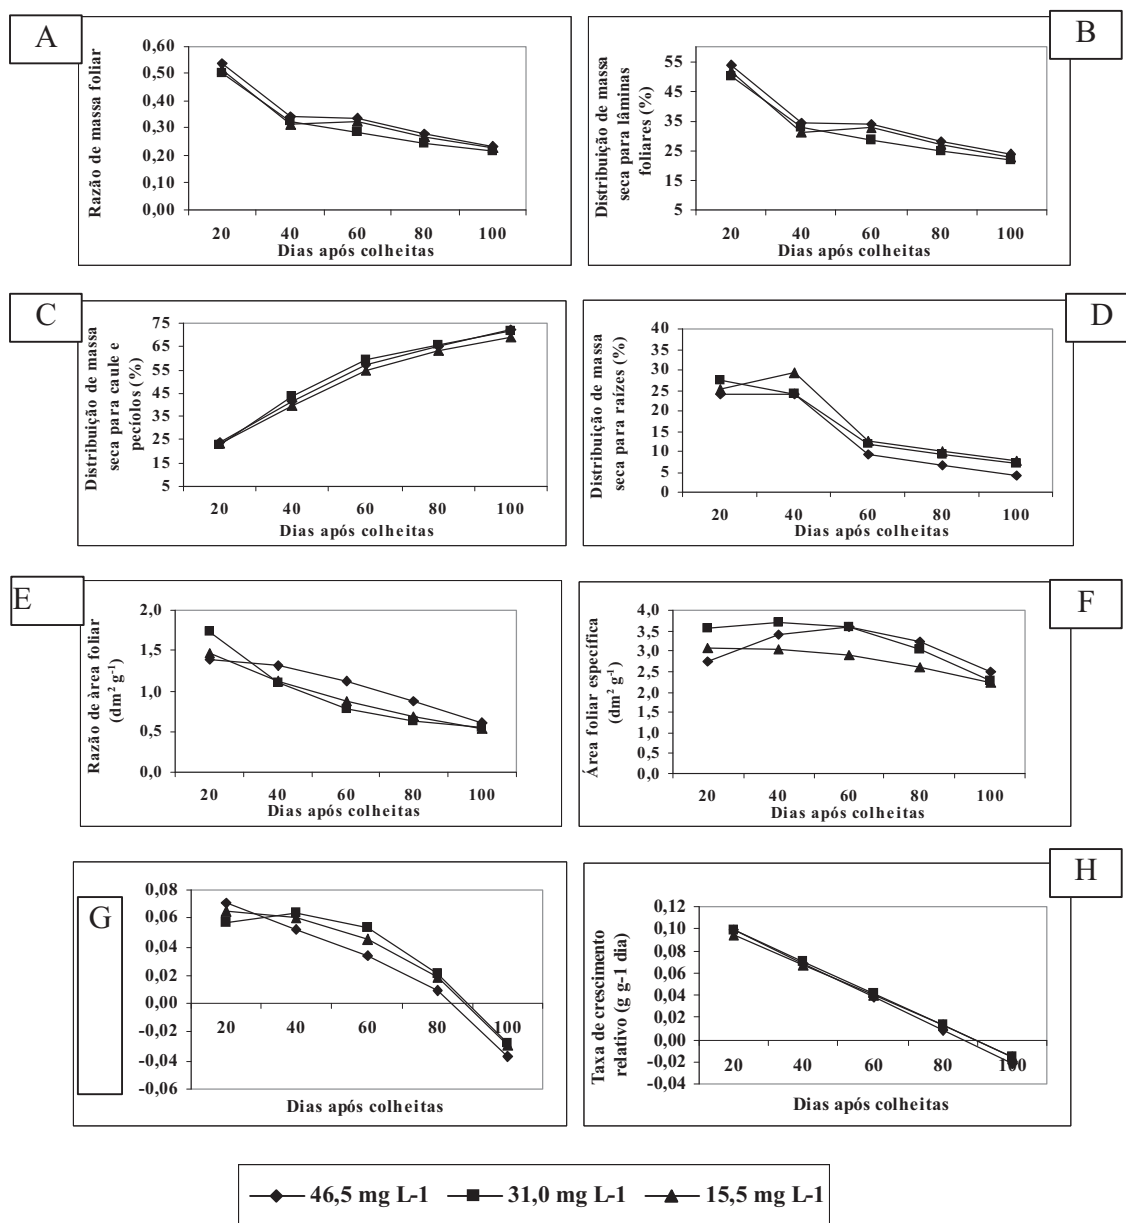 A
Razão de massa foliar
0,60
0,50
0,40
0,30
0,20
0,10
0,00
20 40 60 80 100
Dias após colheitas
B
Distribuição de massa
seca para lâminas
foliares (%)
55
45
35
25
15
5
20 40 60 80 100
Dias após colheitas
C
Distribuição de massa
seca para caule e
pecíolos (%)
75
65
55
45
35
25
15
5
20 40 60 80 100
Dias após colheitas
D
Distribuição de massa
seca para raízes (%)
40
35
30
25
20
15
10
5
0
20 40 60 80 100
Dias após colheitas
E
Razão de àrea foliar
(dm² g⁻¹)
2,0
1,5
1,0
0,5
0,0
20 40 60 80 100
Dias após colheitas
F
Área foliar específica
(dm² g⁻¹)
4,0
3,5
3,0
2,5
2,0
1,5
1,0
0,5
0,0
20 40 60 80 100
Dias após colheitas
G
0,08
0,06
0,04
0,02
0,00
-0,02
-0,04
-0,06
20 40 60 80 100
Dias após colheitas
H
Taxa de crescimento
relativo (g g-1 dia)
0,12
0,10
0,08
0,06
0,04
0,02
0,00
-0,02
-0,04
20 40 60 80 100
Dias após colheitas
46,5 mg L-1 31,0 mg L-1 15,5 mg L-1